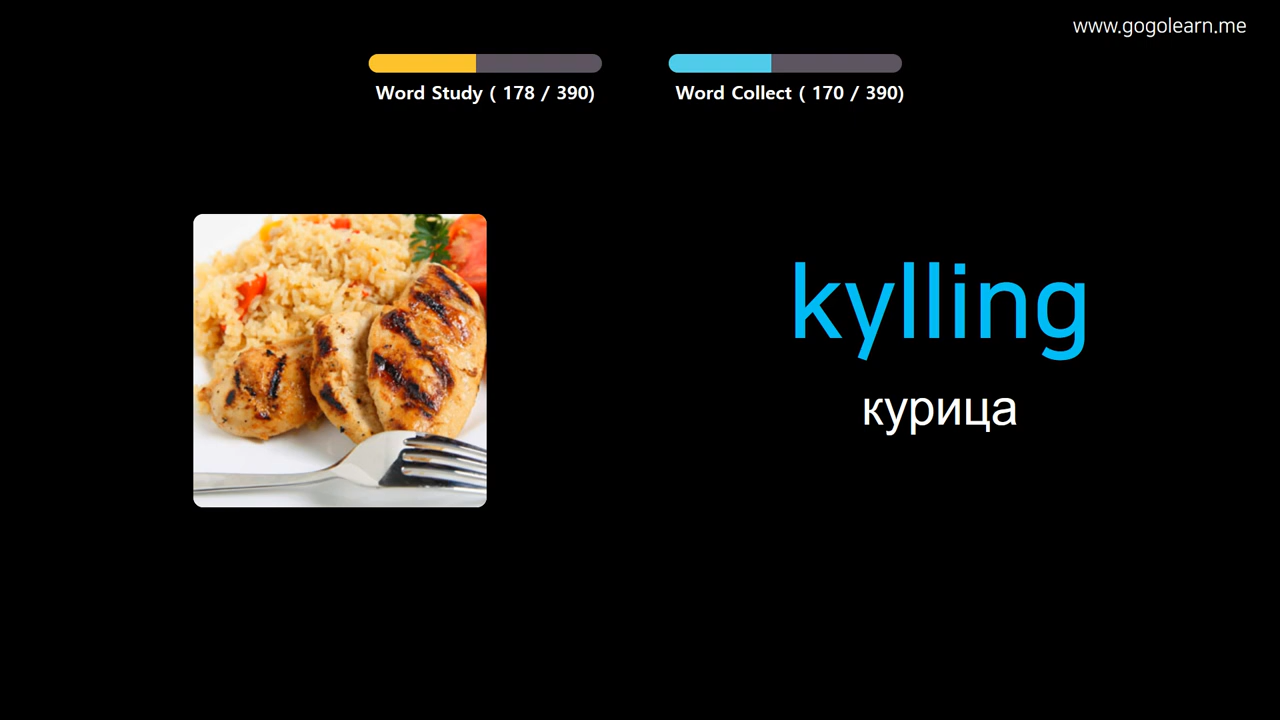 www.gogolearn.me
Word Study ( 178 / 390)
Word Collect ( 170 / 390)
kylling
курица